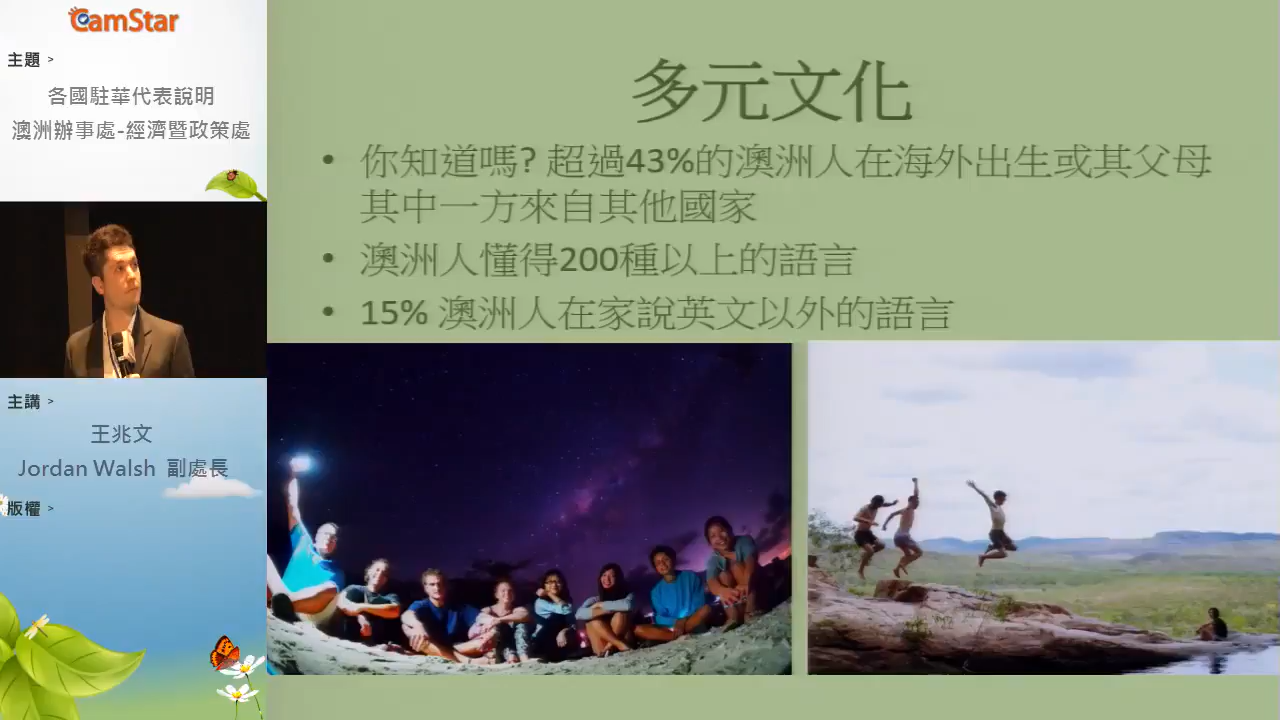 CamStar
主題 >
各國駐華代表說明
澳洲辦事處-經濟暨政策處
主講 >
王兆文
Jordan Walsh 副處長
版權 >
多元文化
• 你知道嗎? 超過43%的澳洲人在海外出生或其父母
其中一方來自其他國家
• 澳洲人懂得200種以上的語言
• 15% 澳洲人在家說英文以外的語言